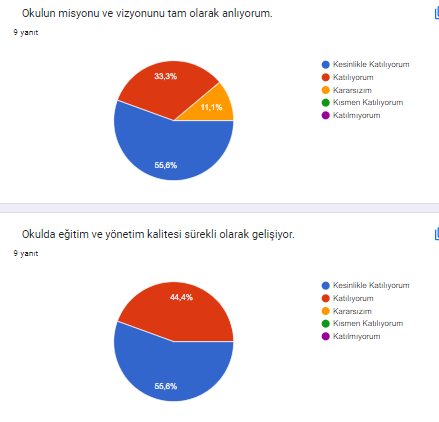 Okulun misyonu ve vizyonunu tam olarak anlıyorum.
9 yanıt
33,3%
11,1%
55,6%
Kesinlikle Katılıyorum
Katılıyorum
Kararsızım
Kısmen Katılıyorum
Katılmıyorum
Okulda eğitim ve yönetim kalitesi sürekli olarak gelişiyor.
9 yanıt
44,4%
55,6%
Kesinlikle Katılıyorum
Katılıyorum
Kararsızım
Kısmen Katılıyorum
Katılmıyorum